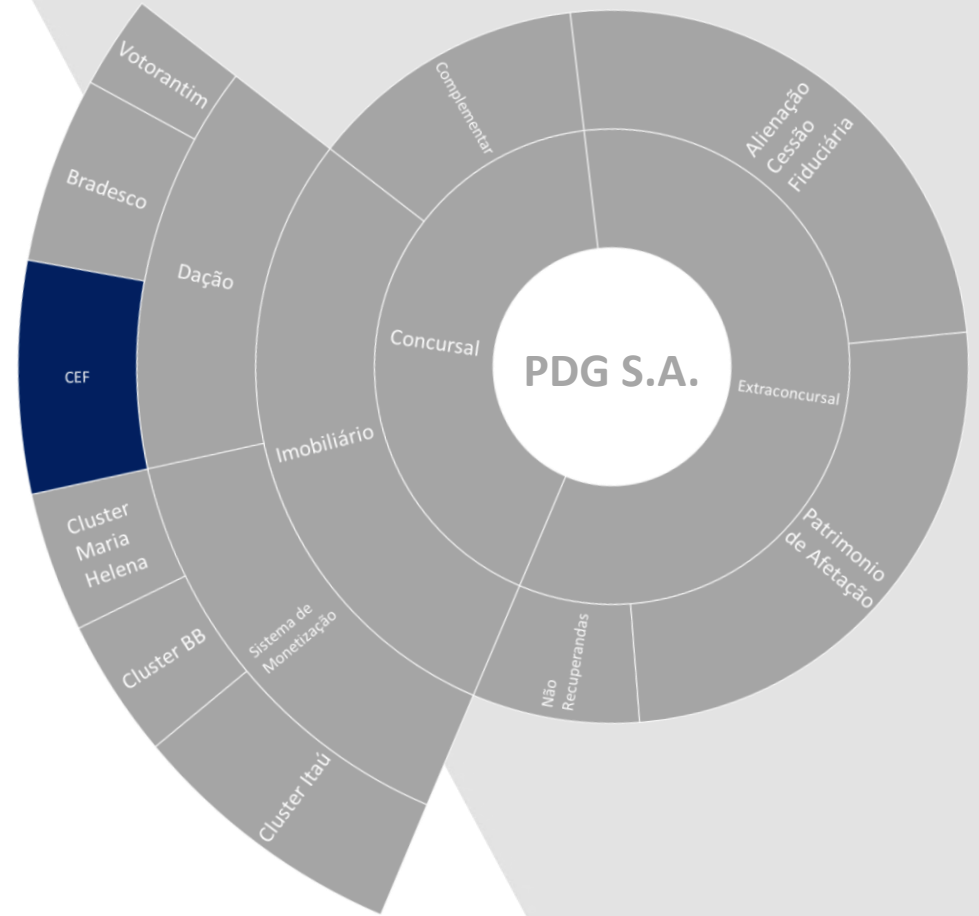 Votorantim
Bradesco
CEF
Dação
Cluster
Maria
Helena
Cluster BB
Cluster Itaú
Sistema de
Monetização
Imobiliário
Complementar
Concursal
PDG S.A.
Extraconcursal
Alienação
Cessão
Fiduciária
Patrimonio
de Afetação
Não
Recuperandas